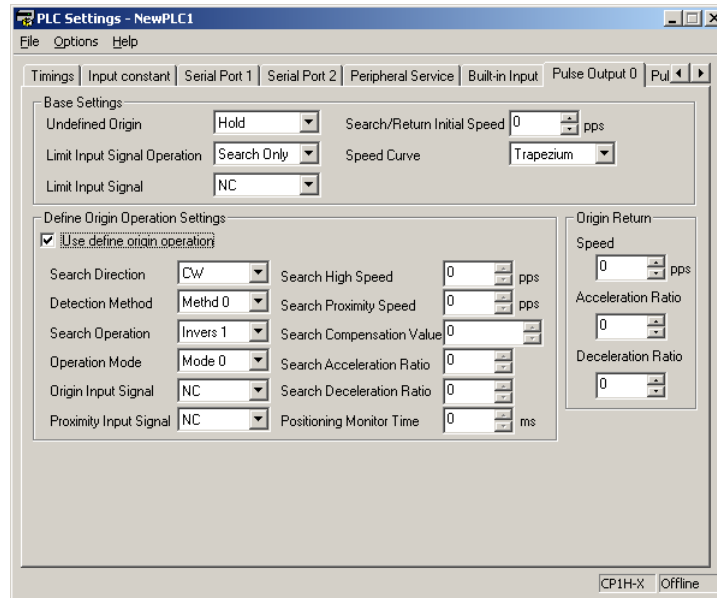 PLC Settings - NewPLC1
File Options Help
Timings Input constant Serial Port 1 Serial Port 2 Peripheral Service Built-in Input Pulse Output 0 Pul
Base Settings
Undefined Origin Hold Search/Return Initial Speed 0 pps
Limit Input Signal Operation Search Only Speed Curve Trapezium
Limit Input Signal NC
Define Origin Operation Settings Origin Return
Use define origin operation Speed
0 pps
Search Direction CW Search High Speed 0 pps
Detection Method Methd 0 Search Proximity Speed 0 pps Acceleration Ratio
Search Operation Invers 1 Search Compensation Value 0 0
Operation Mode Mode 0 Search Acceleration Ratio 0 Deceleration Ratio
Origin Input Signal NC Search Deceleration Ratio 0 0
Proximity Input Signal NC Positioning Monitor Time 0 ms
CP1H-X Offline